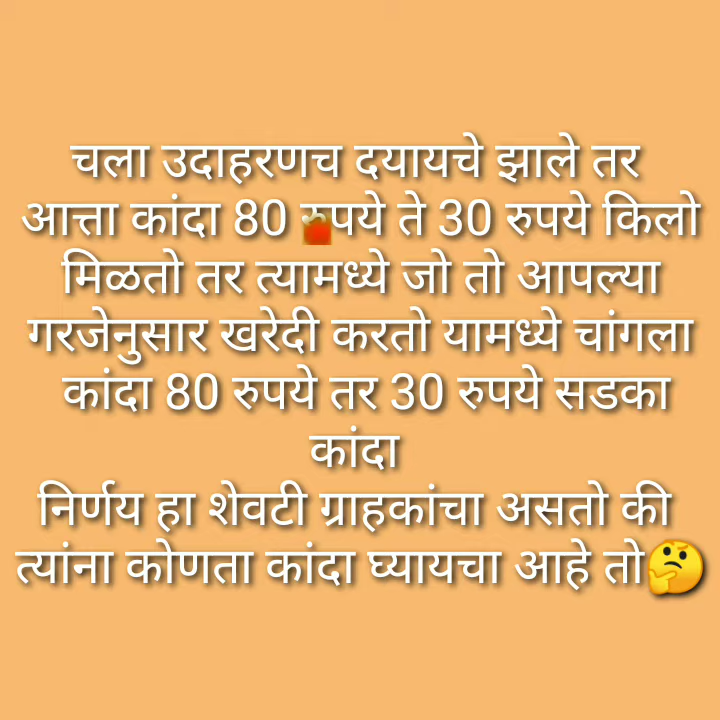 चला उदाहरणच दयायचे झाले तर
आत्ता कांदा 80 रुपये ते 30 रुपये किलो
मिळतो तर त्यामध्ये जो तो आपल्या
गरजेनुसार खरेदी करतो यामध्ये चांगला
कांदा 80 रुपये तर 30 रुपये सडका
कांदा
निर्णय हा शेवटी ग्राहकांचा असतो की
त्यांना कोणता कांदा घ्यायचा आहे तो🤔